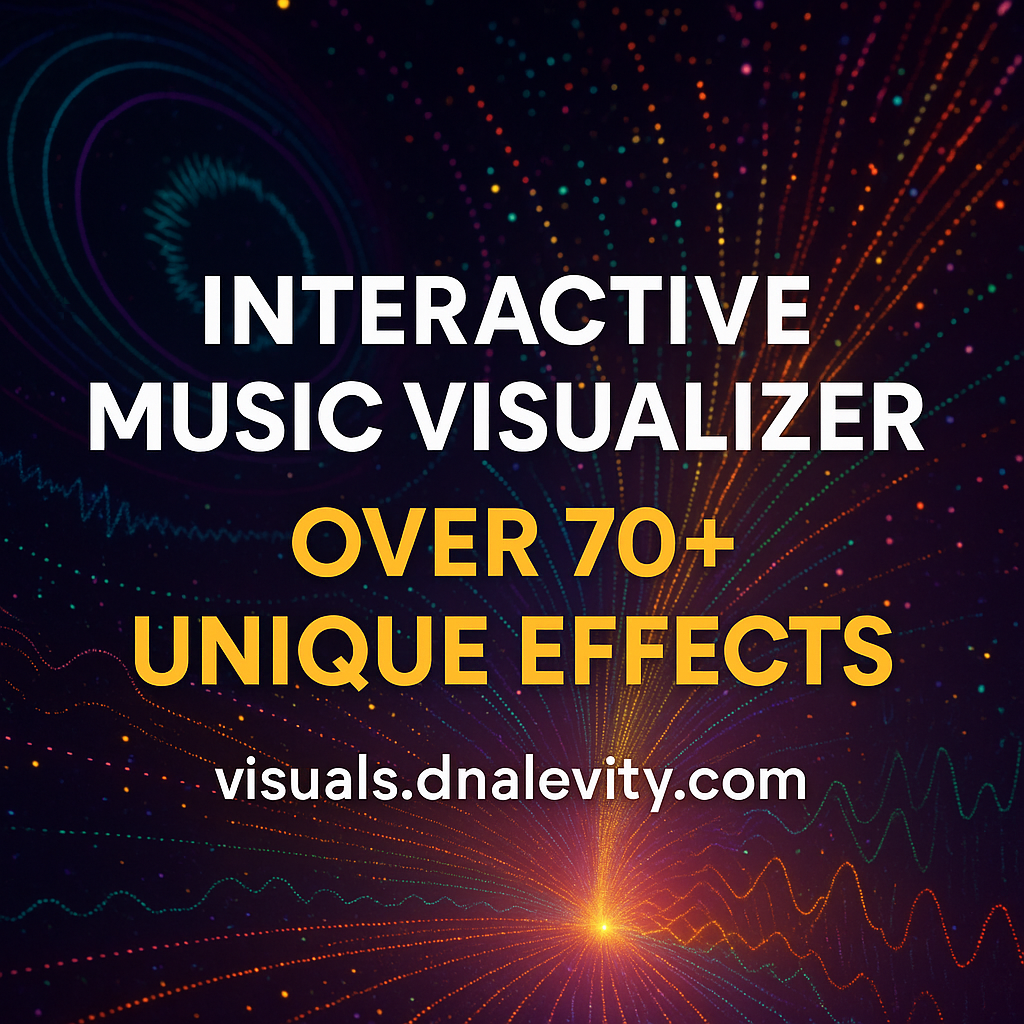 INTERACTIVE
MUSIC VISUALIZER
OVER 70+
UNIQUE EFFECTS
visuals.dnalevity.com